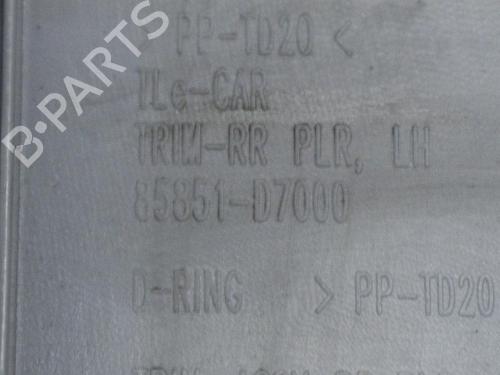 PP-TD20 <
TLe-CAR
TRIM-RR PLR, LH
85851-D7000
D-RING > PP-TD20
B-PARTS